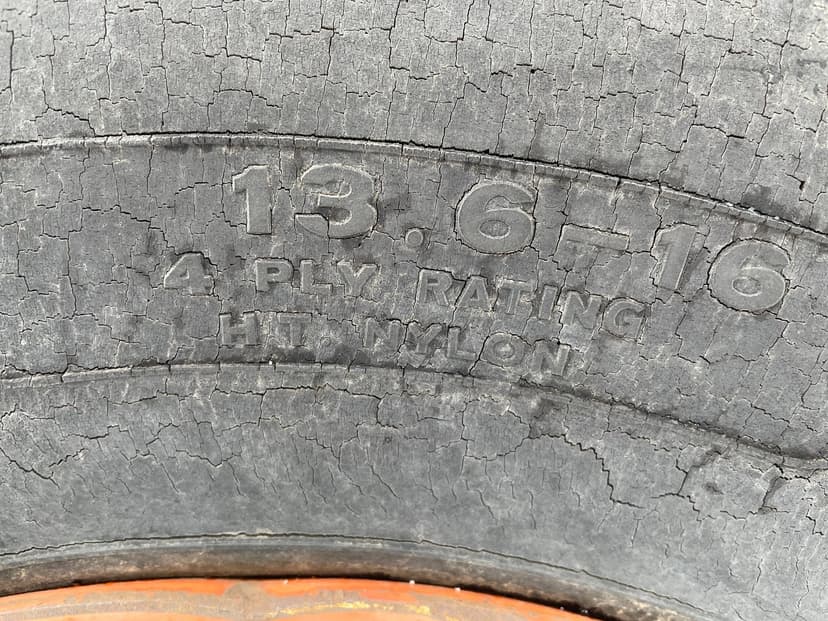 13.6-16
4 PLY RATING
H.T. NYLON